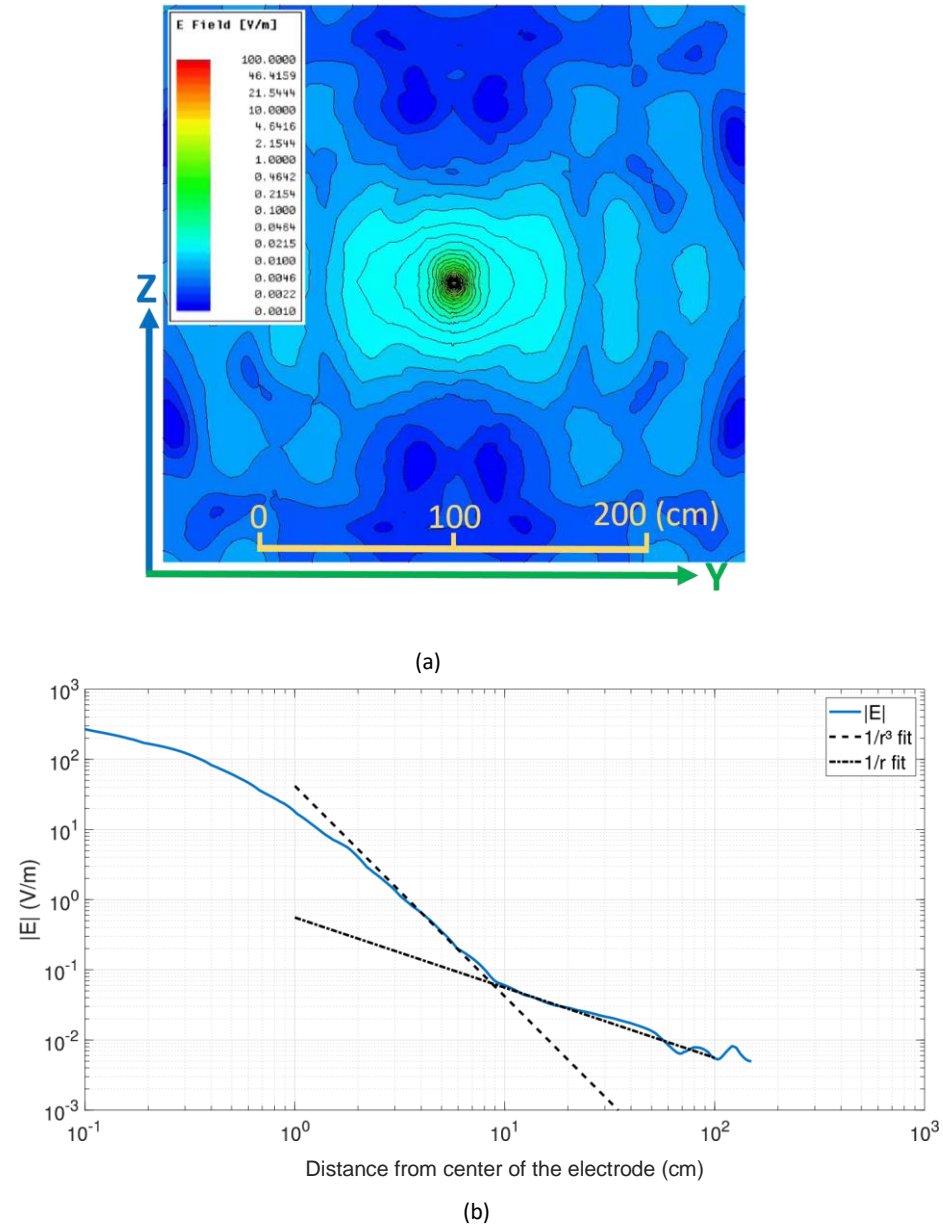 E Field [V/m]
100.0000
46.4159
21.5444
10.0000
4.6416
2.1544
1.0000
0.4642
0.2154
0.1000
0.0464
0.0215
0.0100
0.0046
0.0022
0.0010
Z
0 100 200 (cm)
Y
(a)
10³
10²
10¹
10⁰
10⁻¹
10⁻²
10⁻³
|E| (V/m)
|E|
1/r³ fit
1/r fit
10⁻¹ 10⁰ 10¹ 10² 10³
Distance from center of the electrode (cm)
(b)